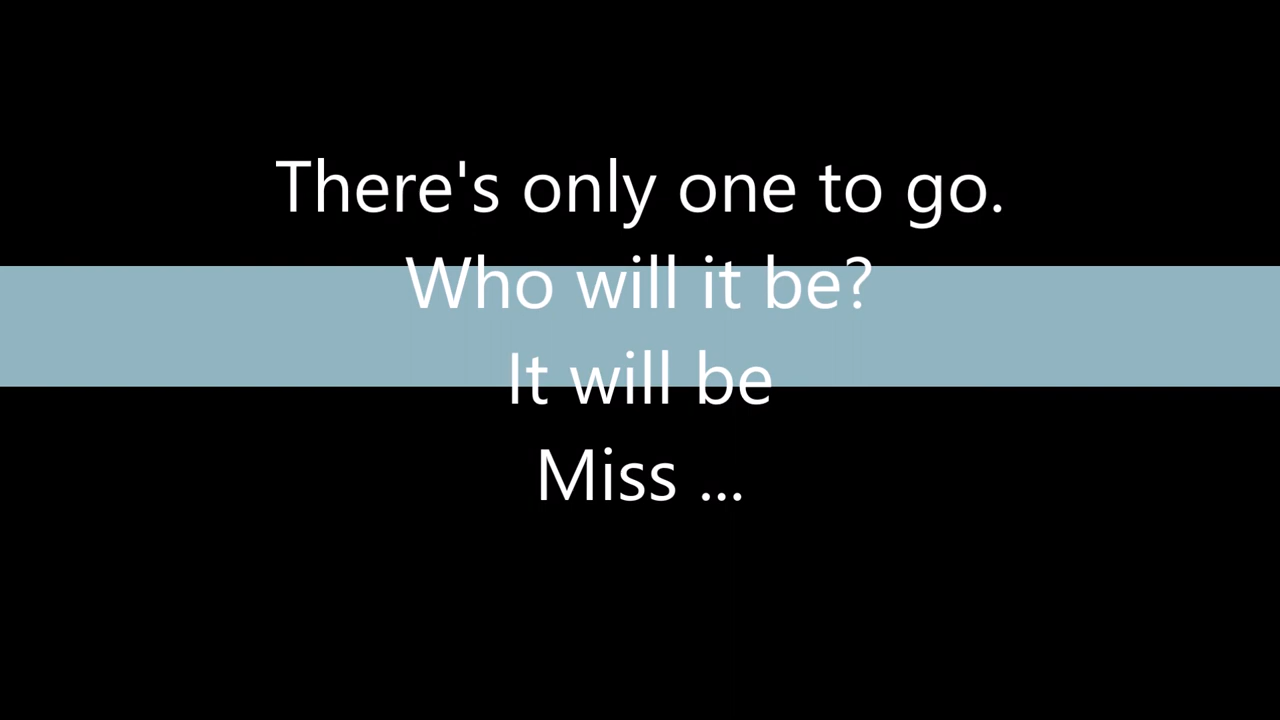 There's only one to go.
Who will it be?
It will be
Miss ...